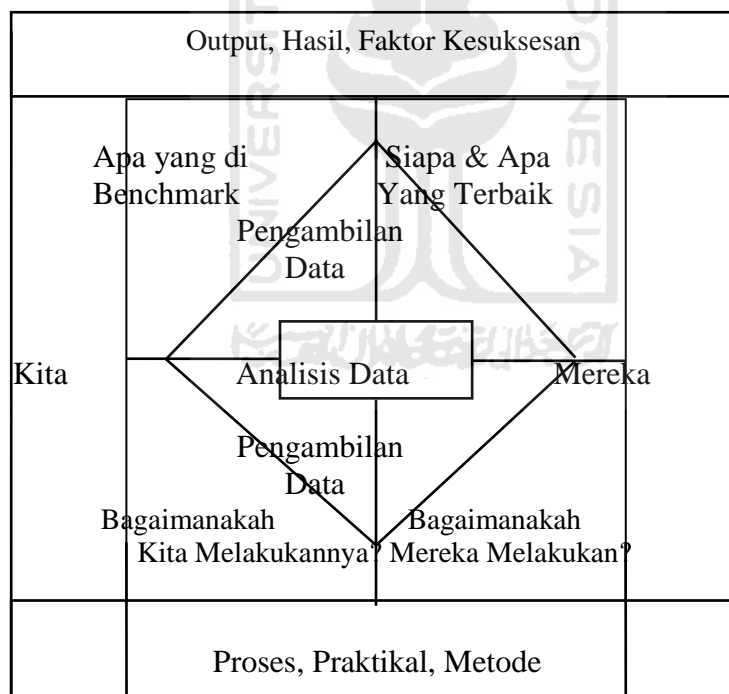 Output, Hasil, Faktor Kesuksesan
Apa yang di
Benchmark
Siapa & Apa
Yang Terbaik
Pengambilan
Data
Kita
Analisis Data
Mereka
Pengambilan
Data
Bagaimanakah
Kita Melakukannya?
Bagaimanakah
Mereka Melakukan?
Proses, Praktikal, Metode